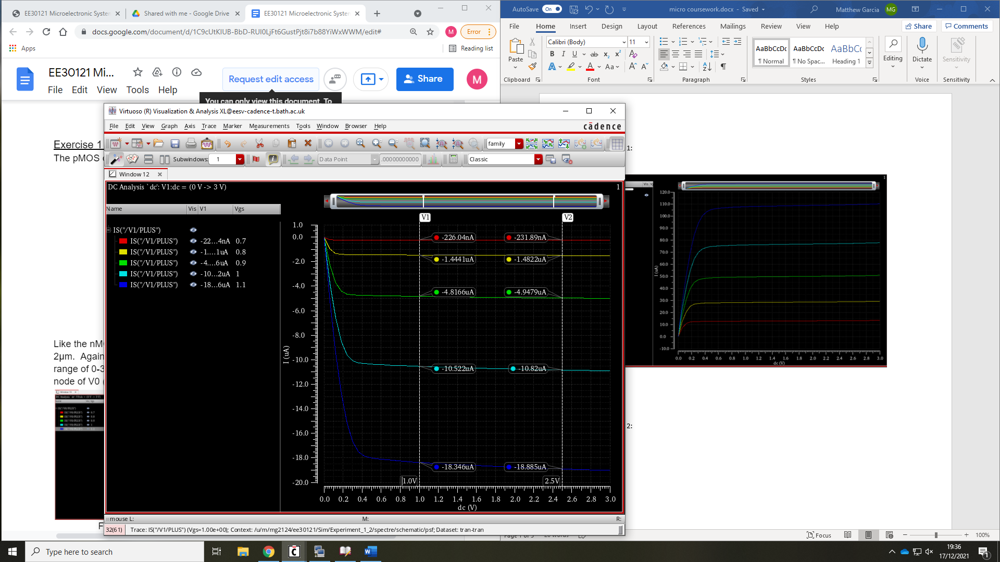 EE30121 Microelectronic System
Shared with me - Google Drive
EE30121 Microelectronic System
docs.google.com/document/d/1C9cUtKlUB-BbD-RUI0LjFt6GustPjt8i7b88YiWxWWM/edit#
M
Error
Apps
Reading list
EE30121 Mi...
Request edit access
Share
M
File Edit View Tools Help
You can only view this document. To
Exercise 1
The pMOS
Like the nM
2µm. Again
range of 0-3
node of V0 (
AutoSave On
micro coursework.docx - Saved
Matthew Garcia MG
File Home Insert Design Layout References Mailings Review View Help
Share
Comments
Paste
Calibri (Body) 11
AaBbCcDc AaBbCcDc AaBbCc
¶ Normal ¶ No Spac... Heading 1
Editing
Dictate
Sensitivity
Clipboard Font Paragraph Styles Voice Sensitivity
1:
2:
Virtuoso (R) Visualization & Analysis XL@eesv-cadence-t.bath.ac.uk
File Edit View Graph Axis Trace Marker Measurements Tools Window Browser Help
cādence
family
Subwindows: 1
Data Point
.00000000000
Classic
Window 12
DC Analysis `dc': V1:dc = (0 V -> 3 V)
1
Name Vis V1 Vgs
IS("/V1/PLUS")
IS("/V1/PLUS") -22...4nA 0.7
IS("/V1/PLUS") -1....1uA 0.8
IS("/V1/PLUS") -4...6uA 0.9
IS("/V1/PLUS") -10...2uA 1
IS("/V1/PLUS") -18...6uA 1.1
V1
V2
1.0
0.0
-2.0
-4.0
-6.0
-8.0
-10.0
-12.0
-14.0
-16.0
-18.0
-20.0
I (uA)
-226.04nA -231.89nA
-1.4441uA -1.4822uA
-4.8166uA -4.9479uA
-10.522uA -10.82uA
-18.346uA -18.885uA
1.0V 2.5V
0.0 0.2 0.4 0.6 0.8 1.0 1.2 1.4 1.6 1.8 2.0 2.2 2.4 2.6 2.8 3.0
dc (V)
mouse L: M: R:
32(61) Trace: IS("/V1/PLUS") (Vgs=1.00e+00); Context: /u/m/mg2124/ee30121/Sim/Experiment_1_2/spectre/schematic/psf; Dataset: tran-tran
1
120.0
110.0
100.0
90.0
80.0
70.0
60.0
50.0
40.0
30.0
20.0
10.0
0.0
-10.0
I (uA)
0.0 0.2 0.4 0.6 0.8 1.0 1.2 1.4 1.6 1.8 2.0 2.2 2.4 2.6 2.8 3.0
dc (V)
Focus
100%
Type here to search
19:36
17/12/2021
1